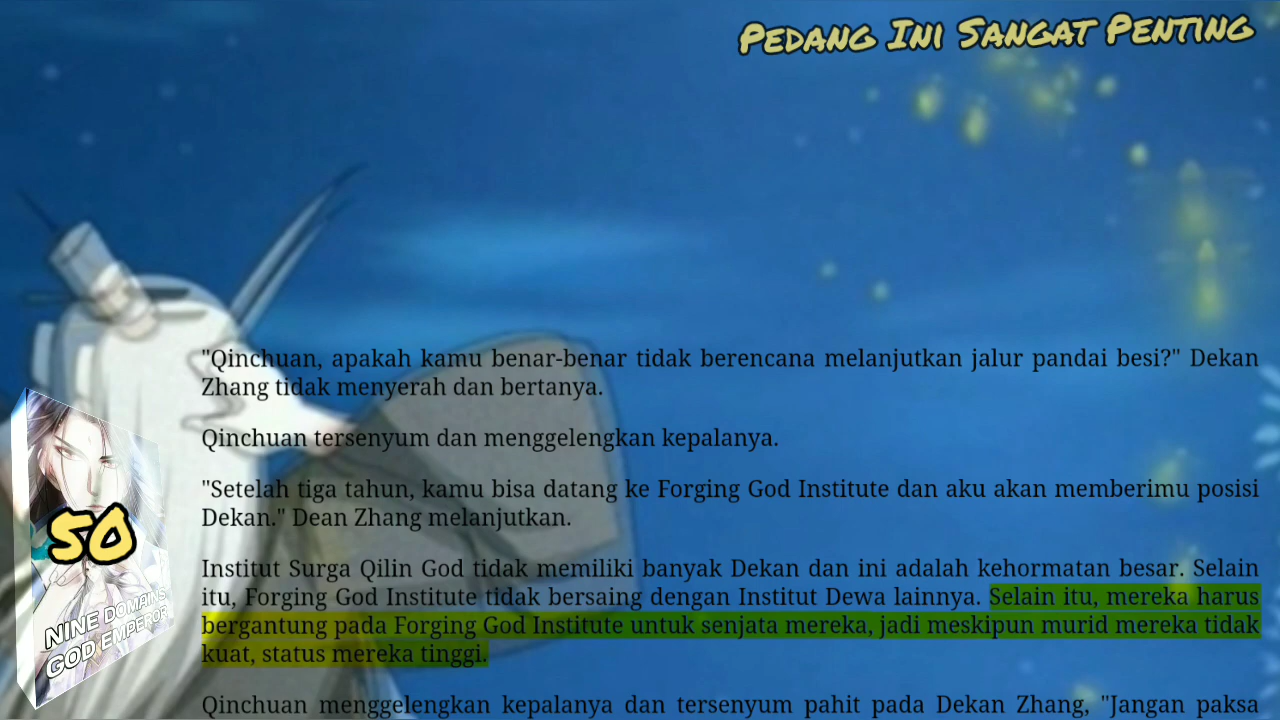 Pedang Ini Sangat Penting
"Qinchuan, apakah kamu benar-benar tidak berencana melanjutkan jalur pandai besi?" Dekan
Zhang tidak menyerah dan bertanya.
Qinchuan tersenyum dan menggelengkan kepalanya.
"Setelah tiga tahun, kamu bisa datang ke Forging God Institute dan aku akan memberimu posisi
Dekan." Dean Zhang melanjutkan.
Institut Surga Qilin God tidak memiliki banyak Dekan dan ini adalah kehormatan besar. Selain
itu, Forging God Institute tidak bersaing dengan Institut Dewa lainnya. Selain itu, mereka harus
bergantung pada Forging God Institute untuk senjata mereka, jadi meskipun murid mereka tidak
kuat, status mereka tinggi.
Qinchuan menggelengkan kepalanya dan tersenyum pahit pada Dekan Zhang, "Jangan paksa
50
NINE DOMAINS
GOD EMPEROR